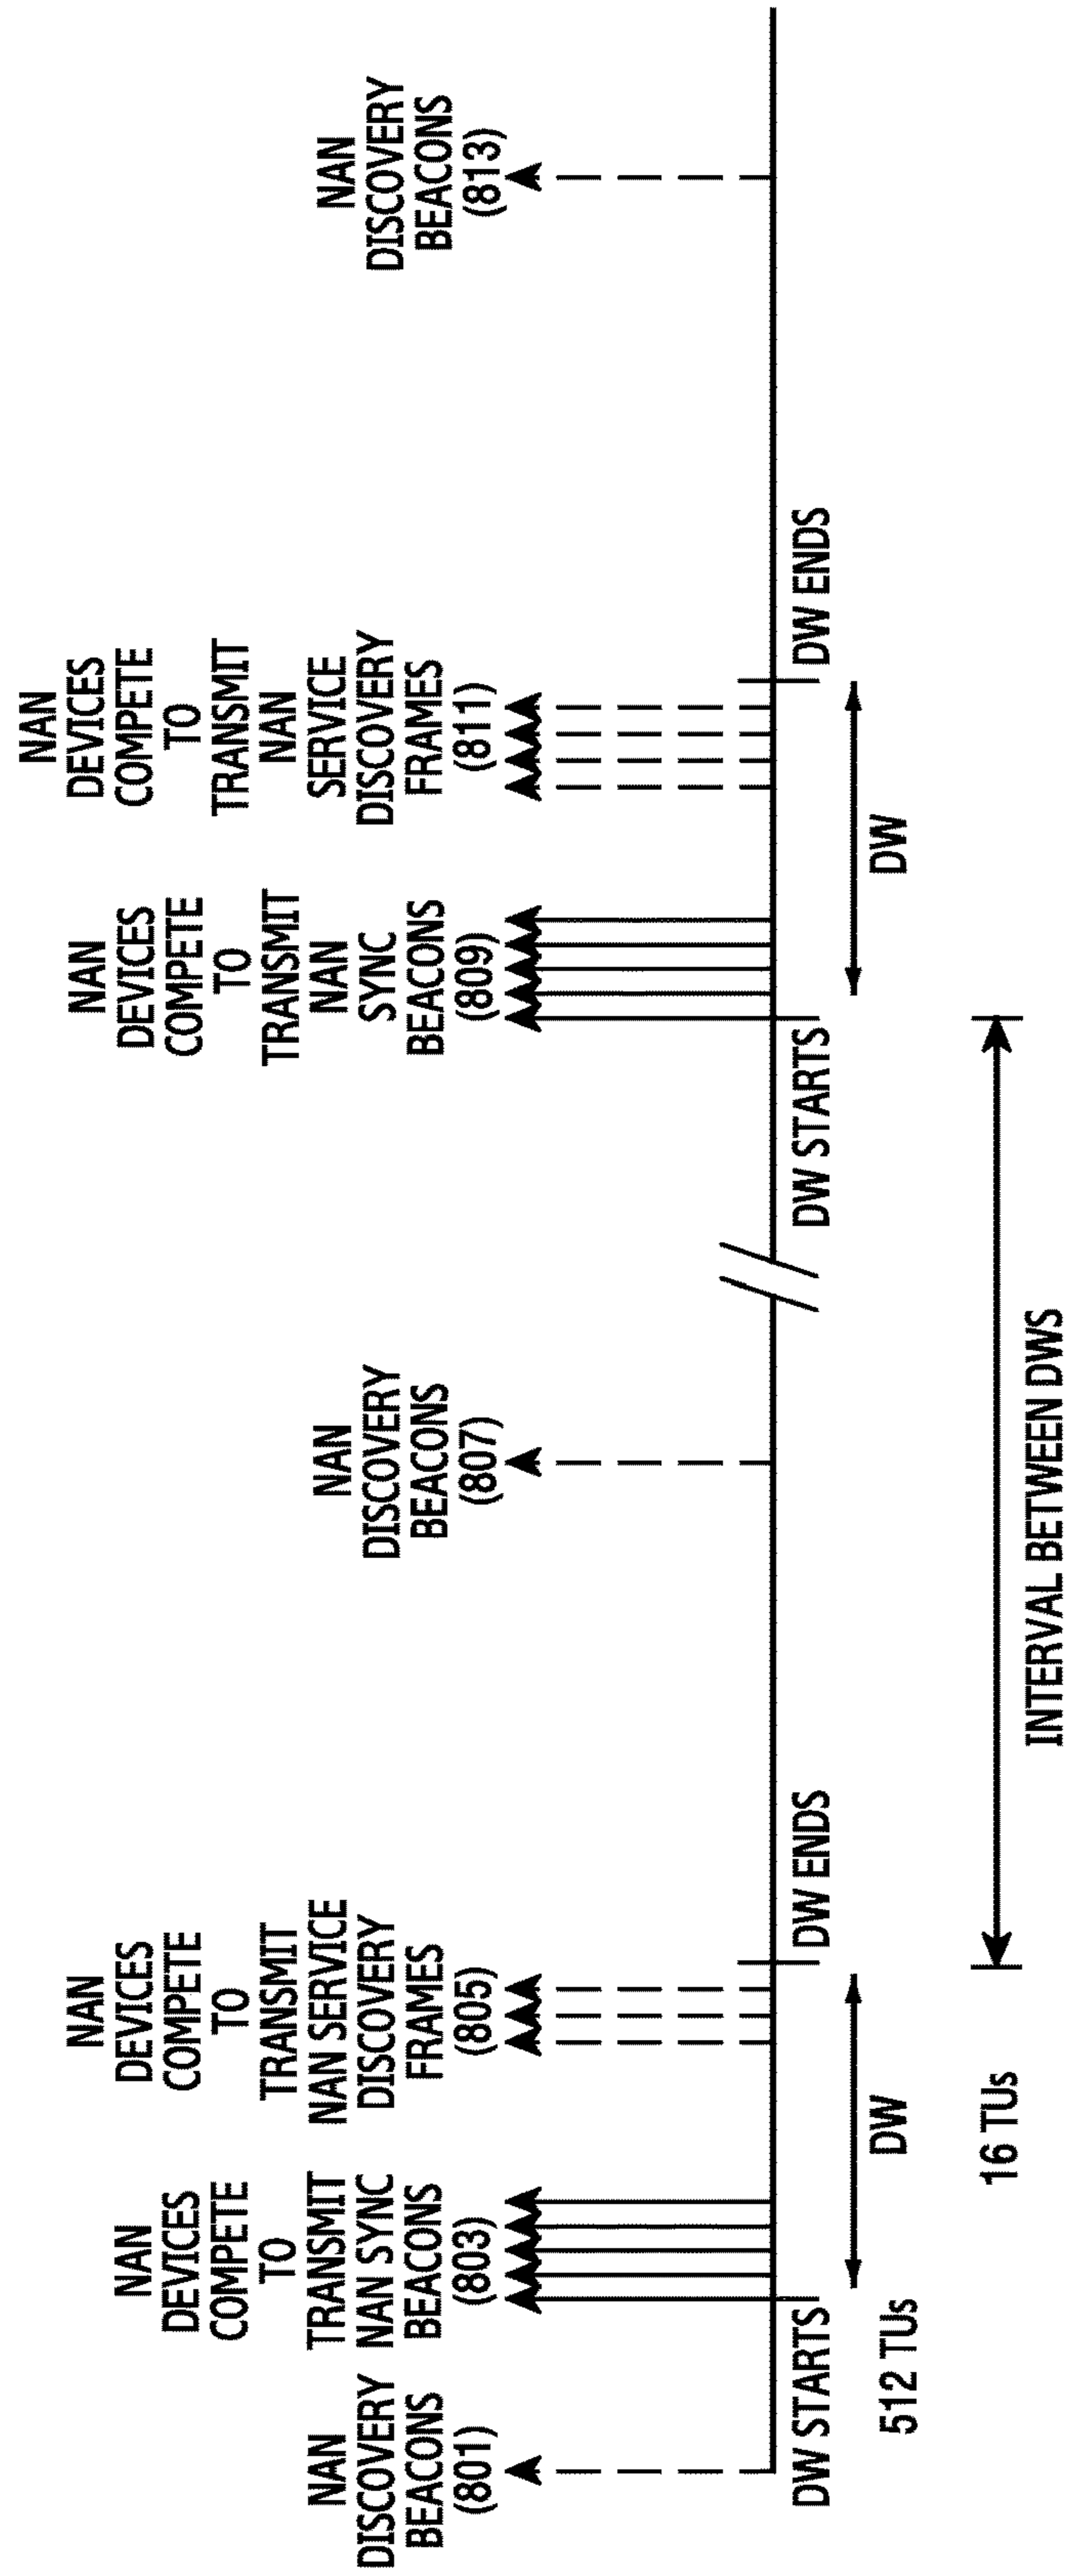 NAN
DISCOVERY
BEACONS
(801)
NAN
DEVICES
COMPETE
TO
TRANSMIT
NAN SYNC
BEACONS
(803)
NAN
DEVICES
COMPETE
TO
TRANSMIT
NAN SERVICE
DISCOVERY
FRAMES
(805)
NAN
DISCOVERY
BEACONS
(807)
NAN
DEVICES
COMPETE
TO
TRANSMIT
NAN
SYNC
BEACONS
(809)
NAN
DEVICES
COMPETE
TO
TRANSMIT
NAN
SERVICE
DISCOVERY
FRAMES
(811)
NAN
DISCOVERY
BEACONS
(813)
DW STARTS
DW ENDS
DW STARTS
DW ENDS
512 TUs
DW
DW
16 TUs
INTERVAL BETWEEN DWS